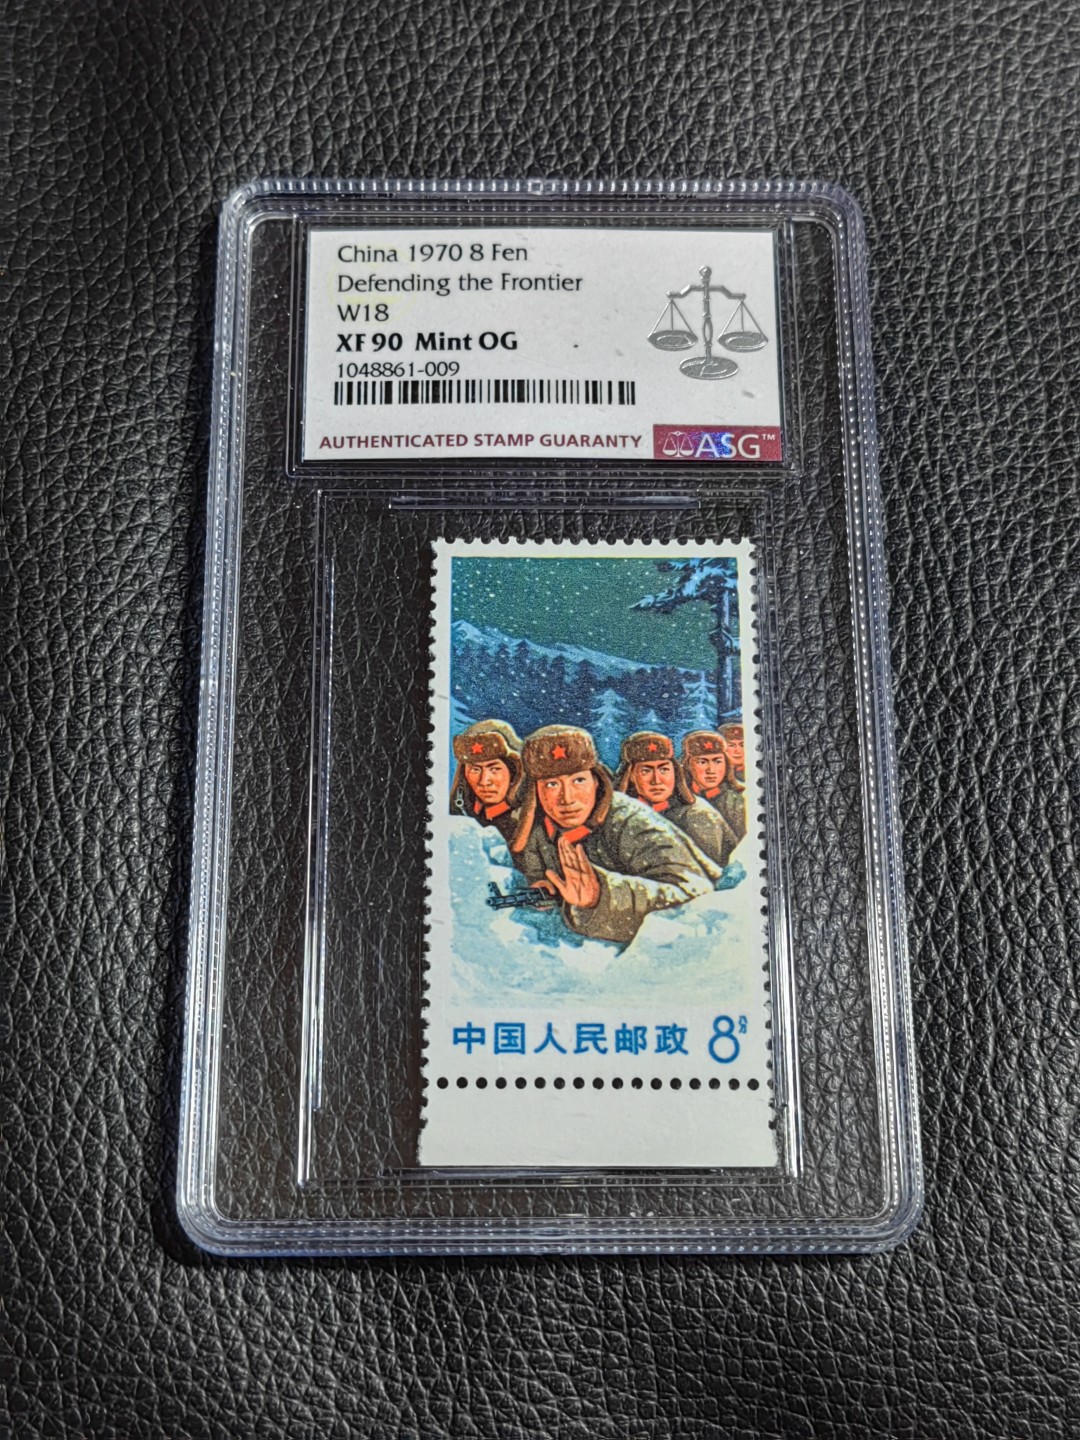 China 1970 8 Fen
Defending the Frontier
W18
XF 90 Mint OG
1048861-009
AUTHENTICATED STAMP GUARANTY ASG™
中国人民邮政 8分